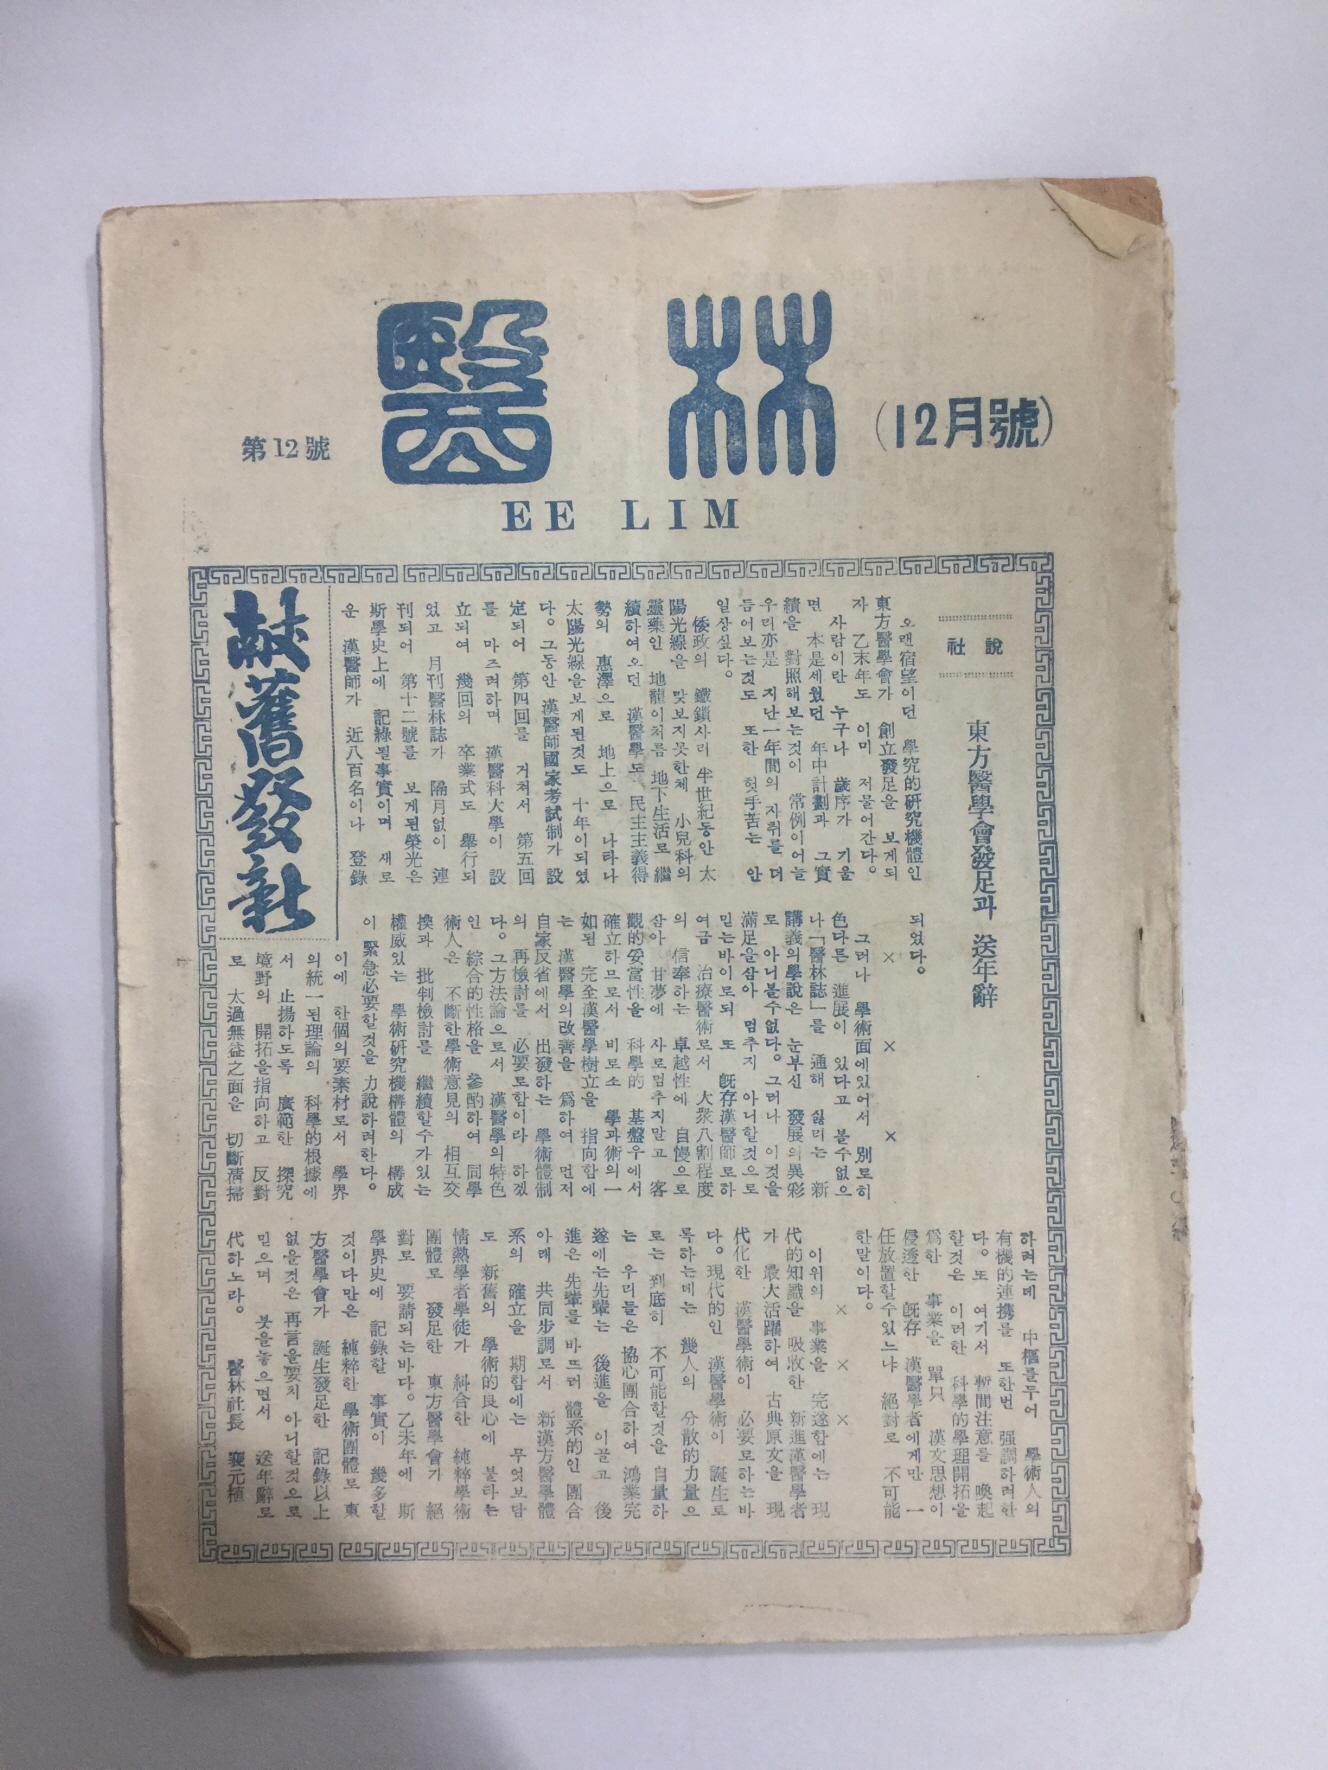 醫林
(12月號)
第12號
EE LIM
社說
東方醫學會發足과 送年辭
오랜宿望이던 學究的硏究機體인
東方醫學會가 創立發足을 보게되
자 乙未年도 이미 저물어간다。
사람이란 누구나 歲序가 기울
면 本是세웠던 年中計劃과 그實
績을 對照해보는것이 常例이어늘
우리亦是 지난一年間의 자취를 더
듬어보는것도 또한 헛手苦는 안
일상싶다。
倭政의 鐵鎖사리 半世紀동안 太
陽光線을 맞보지못한체 小兒科의
靈藥인 地龍이처름 地下生活로 繼
續하여오던 漢醫學도 民主主義得
勢의 惠澤으로 地上으로 나타나
太陽光線을보게된것도 十年이되였
다。그동안 漢醫師國家考試制가 設
定되어 第四回를 거쳐서 第五回
를 마즈려하며 漢醫科大學이 設
立되여 幾回의 卒業式도 擧行되
었고 月刊醫林誌가 隔月없이 連
刊되어 第十二號를 보게된榮光은
斯學史上에 記錄될事實이며 새로
운 漢醫師가 近八百名이나 登錄
獻舊發新
되였다。
× × ×
그러나 學術面에있어서 別로히
色다른 進展이 있다고 볼수없으
나「醫林誌」를 通해 실리는 新
講義의學說은 눈부신 發展의異彩
로 아니볼수없다。그러나 이것을
滿足을삼아 멈추지 아니할것으로
믿는바이로되 또 旣存漢醫師로하
여금 治療醫術로서 大衆八割程度
의 信奉하는 卓越性에 自慢으로
삼아 甘夢에 사로멈추지말고 客
觀的妥當性을 科學的 基盤우에서
確立하므로서 비로소 學과術의一
如된 完全漢醫學樹立을 指向함에
는 漢醫學의改善을 爲하여 먼저
自家反省에서 出發하는 學術體制
의 再檢討를 必要로함이라 하겠
다。그方法論으로서 漢醫學의特色
인 綜合的性格을 參酌하여 同學
術人은 不斷한學術意見의 相互交
換과 批判檢討를 繼續할수가있는
權威있는 學術硏究機構體의 構成
이 緊急必要할것을 力說하려한다。
이에 한個의要素材로서 學界
의統一된理論의 科學的根據에
서 止揚하도록 廣範한 探究
境野의 開拓을指向하고 反對
로 太過無益之面을 切斷淸掃
하려는데 中樞를두어 學術人의
有機的連携를 또한번 强調하려한
다。또 여기서 暫間注意를 喚起
할것은 이러한 科學的學理開拓을
爲한 事業을 單只 漢文思想이
侵透한 旣存 漢醫學者에게만 一
任放置할수있느냐 絕對로 不可能
한말이다。
× × ×
이위의 事業을 完遂함에는 現
代的知識을 吸收한 新進漢醫學者
가 最大活躍하여 古典原文을 現
代化한 漢醫學術이 必要로하는바
다。現代的인 漢醫學術이 誕生토
록하는데는 幾人의 分散的力量으
로는 到底히 不可能할것을自量하
는 우리들은 協心團合하여 鴻業完
遂에는先輩는 後進을 이끌고 後
進은 先輩를 바뜨러 體系的인 團合
아래 共同步調로서 新漢方醫學體
系의 確立을 期함에는 무엇보담
도 新舊의 學術的良心에 불타는
情熱學者學徒가 糾合한 純粹學術
團體로 發足한 東方醫學會가 絕
對로 要請되는바다。乙未年에 斯
學界史에 記錄할 事實이 幾多할
것이다만은 純粹한 學術團體로 東
方醫學會가 誕生發足한 記錄以上
없을것은 再言을要치 아니할것으로
믿으며 붓을놓으면서 送年辭로
代하노라。 醫林社長 裵元植